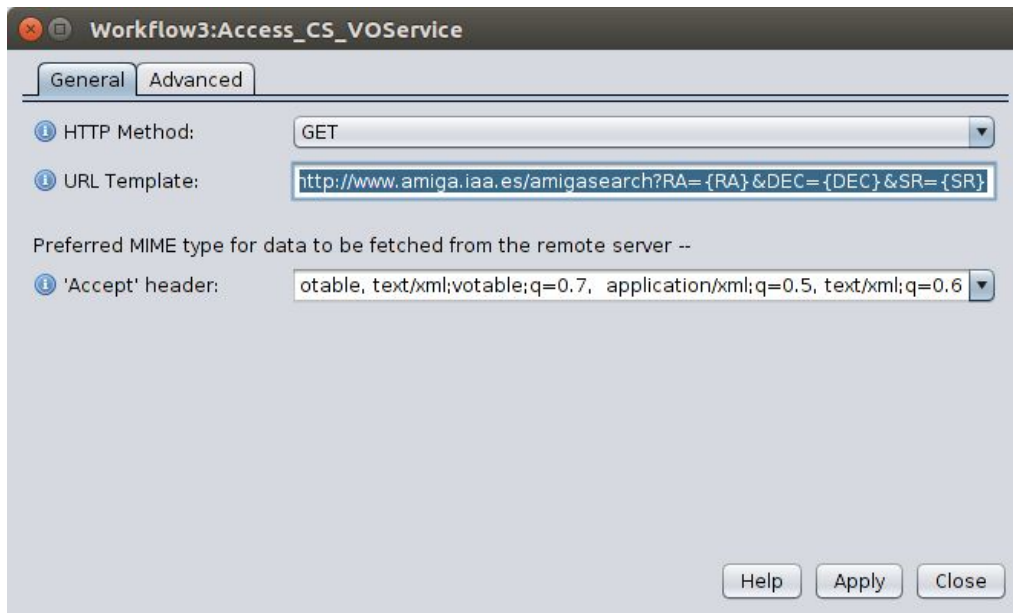 Workflow3:Access_CS_VOService
General Advanced
HTTP Method: GET
URL Template: http://www.amiga.iaa.es/amigasearch?RA={RA}&DEC={DEC}&SR={SR}
Preferred MIME type for data to be fetched from the remote server --
'Accept' header: otable, text/xml;votable;q=0.7, application/xml;q=0.5, text/xml;q=0.6
Help Apply Close